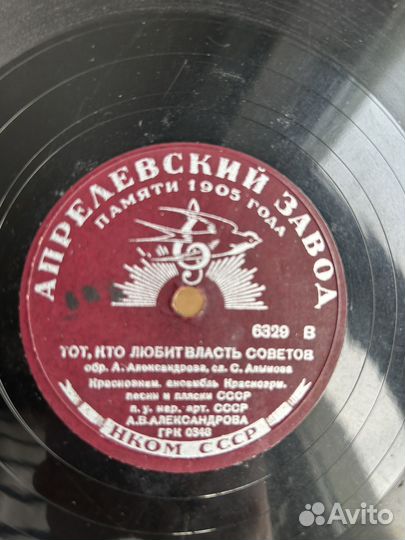 АПРЕЛЕВСКИЙ ЗАВОД
ПАМЯТИ 1905 ГОДА
6329 В
ТОТ, КТО ЛЮБИТ ВЛАСТЬ СОВЕТОВ
обр. А. Александрова, сл. С. Алымова
Краснознам. ансамбль Красноарм.
песни и пляски СССР
п. у. нар. арт. СССР
А.В.АЛЕКСАНДРОВА
ГРК 0348
НКОМ СССР
Avito